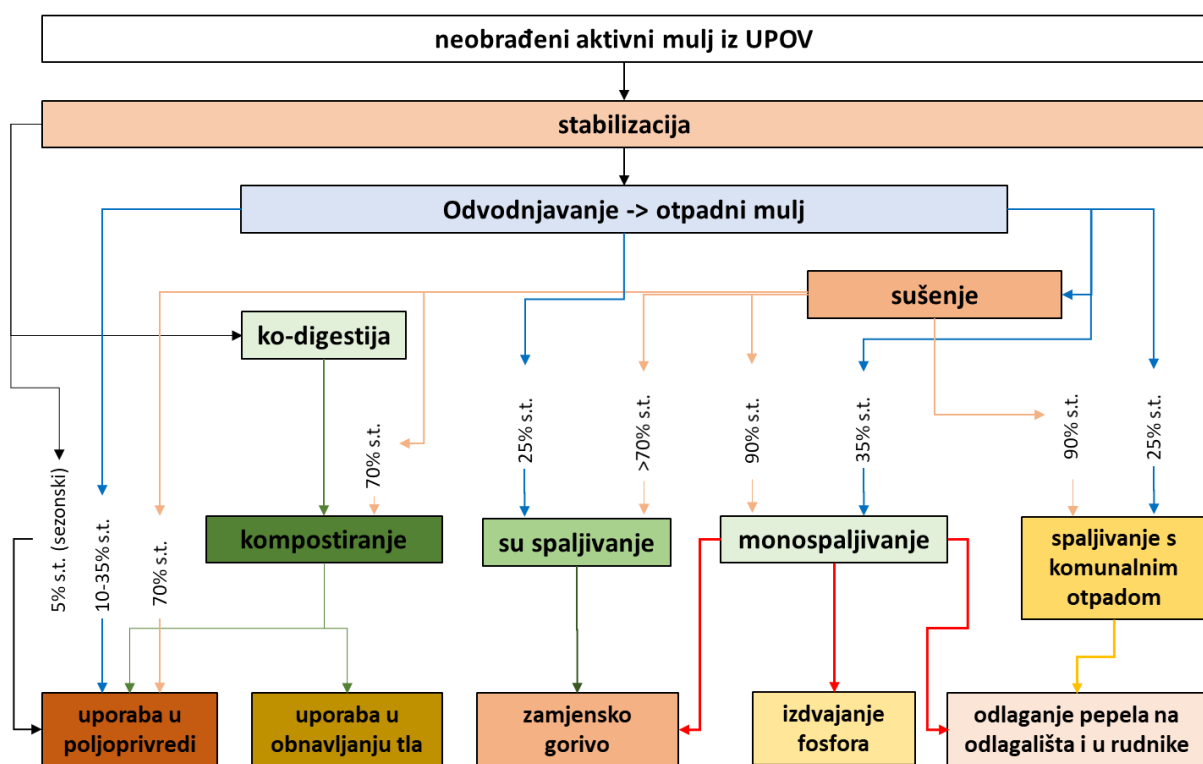 neobrađeni aktivni mulj iz UPOV
stabilizacija
Odvodnjavanje -> otpadni mulj
sušenje
ko-digestija
5% s.t. (sezonski)
10-35% s.t.
70% s.t.
70% s.t.
25% s.t.
>70% s.t.
90% s.t.
35% s.t.
90% s.t.
25% s.t.
kompostiranje
su spaljivanje
monospaljivanje
spaljivanje s
komunalnim
otpadom
uporaba u
poljoprivredi
uporaba u
obnavljanju tla
zamjensko
gorivo
izdvajanje
fosfora
odlaganje pepela na
odlagališta i u rudnike